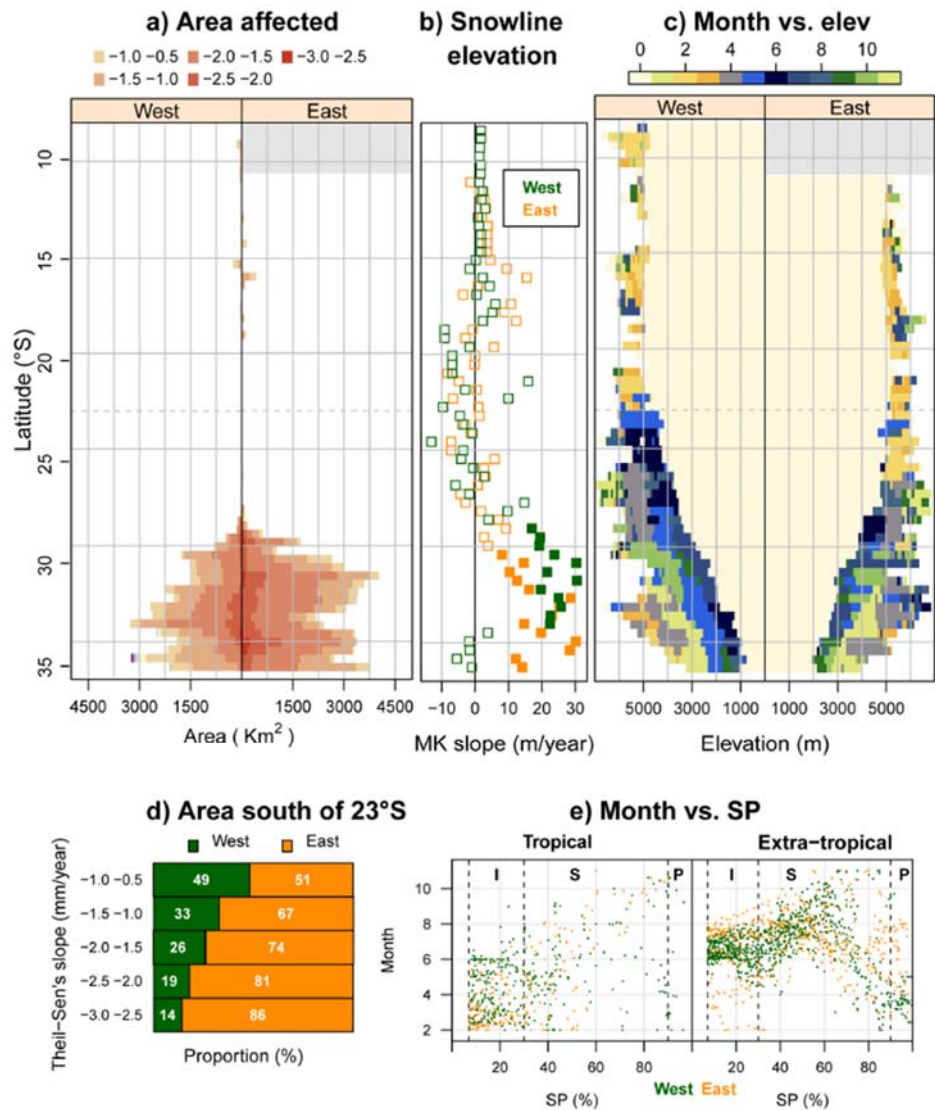 a) Area affected
b) Snowline elevation
c) Month vs. elev
−1.0 −0.5 −2.0 −1.5 −3.0 −2.5
−1.5 −1.0 −2.5 −2.0
0 2 4 6 8 10
West East
West East
West
East
Latitude (°S)
10
15
20
25
30
35
4500 1500 1500 3000 4500
Area ( Km² )
−10 0 10 20 30
MK slope (m/year)
5000 3000 1000 1000 3000 5000
Elevation (m)
d) Area south of 23°S
West East
Theil−Sen's slope (mm/year)
−1.0 −0.5 49 51
−1.5 −1.0 33 67
−2.0 −1.5 26 74
−2.5 −2.0 19 81
−3.0 −2.5 14 86
Proportion (%)
e) Month vs. SP
Tropical Extra−tropical
I S P I S P
Month
10
8
6
4
2
20 40 60 80 20 40 60 80
West East
SP (%) SP (%)